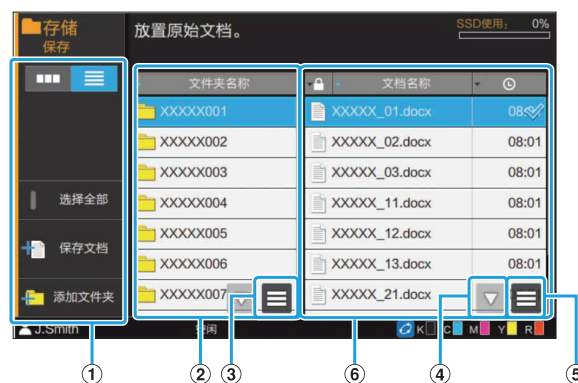 存储
保存
放置原始文档。
SSD使用： 0%
文件夹名称
文档名称
XXXXX001
XXXXX_01.docx
XXXXX002
XXXXX_02.docx 08:01
XXXXX003
XXXXX_03.docx 08:01
选择全部
XXXXX004
XXXXX_11.docx 08:01
保存文档
XXXXX005
XXXXX_12.docx 08:01
XXXXX006
XXXXX_13.docx 08:01
添加文件夹
XXXXX007
XXXXX_21.docx
J.Smith
空闲
K C M Y R
① ② ③ ⑥ ④ ⑤